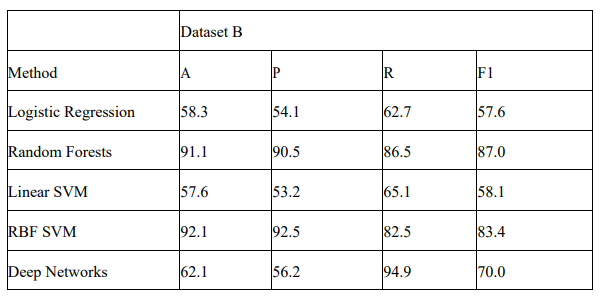 Dataset B
Method A P R F1
Logistic Regression 58.3 54.1 62.7 57.6
Random Forests 91.1 90.5 86.5 87.0
Linear SVM 57.6 53.2 65.1 58.1
RBF SVM 92.1 92.5 82.5 83.4
Deep Networks 62.1 56.2 94.9 70.0